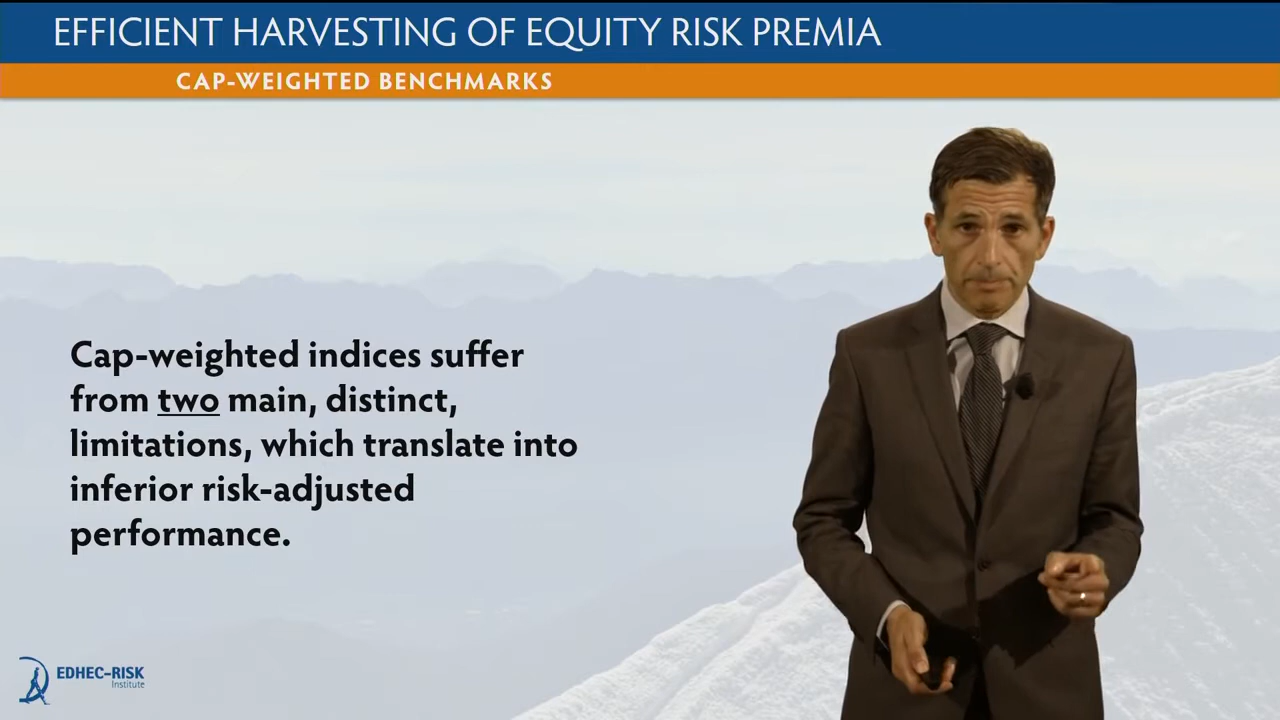 EFFICIENT HARVESTING OF EQUITY RISK PREMIA
CAP-WEIGHTED BENCHMARKS
Cap-weighted indices suffer
from two main, distinct,
limitations, which translate into
inferior risk-adjusted
performance.
EDHEC-RISK
Institute